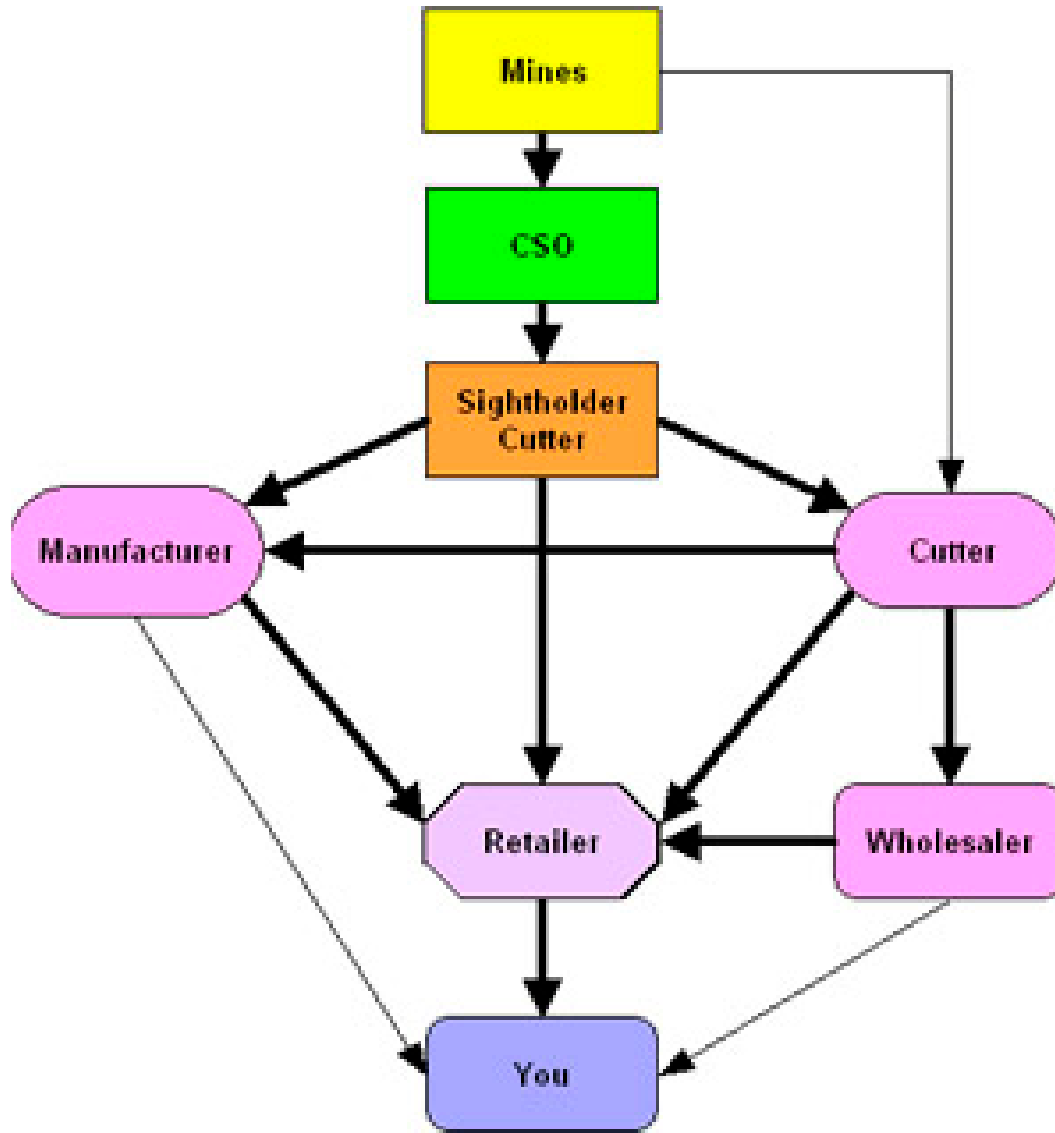 Mines
CSO
Sightholder
Cutter
Manufacturer
Cutter
Retailer
Wholesaler
You